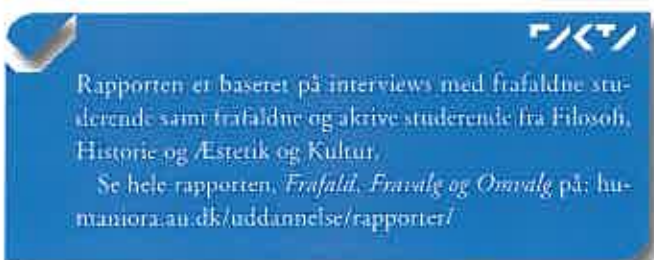 FAKTA
Rapporten er baseret på interviews med frafaldne stu-
derende samt frafaldne og aktive studerende fra Filosofi,
Historie og Æstetik og Kultur.
Se hele rapporten, Frafald, Fravalg og Omvalg på: hu-
maniora.au.dk/uddannelse/rapporter/